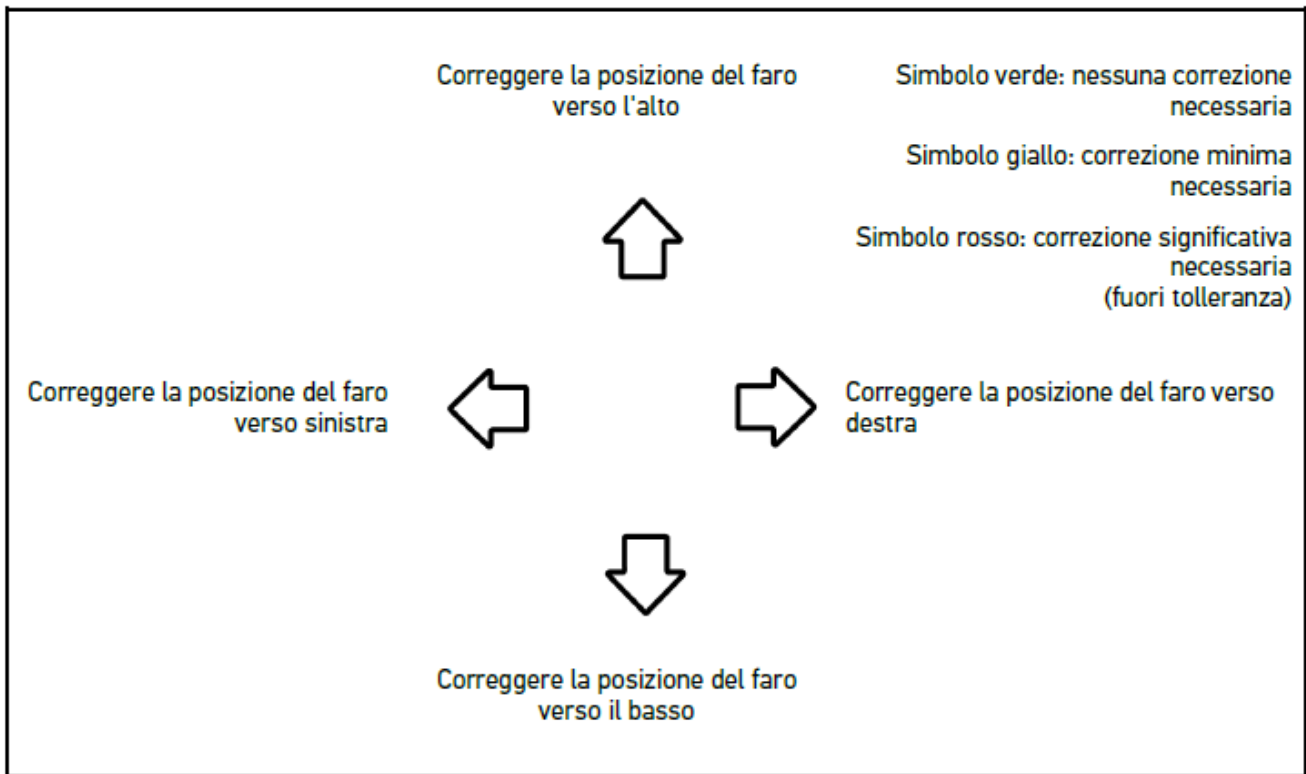 Correggere la posizione del faro
verso l'alto
Simbolo verde: nessuna correzione
necessaria
Simbolo giallo: correzione minima
necessaria
Simbolo rosso: correzione significativa
necessaria
(fuori tolleranza)
Correggere la posizione del faro
verso sinistra
Correggere la posizione del faro verso
destra
Correggere la posizione del faro
verso il basso